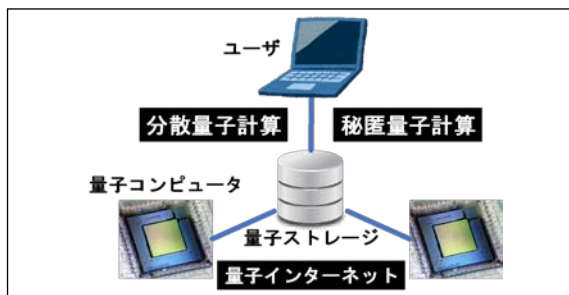 ユーザ
分散量子計算
秘匿量子計算
量子コンピュータ
量子ストレージ
量子インターネット